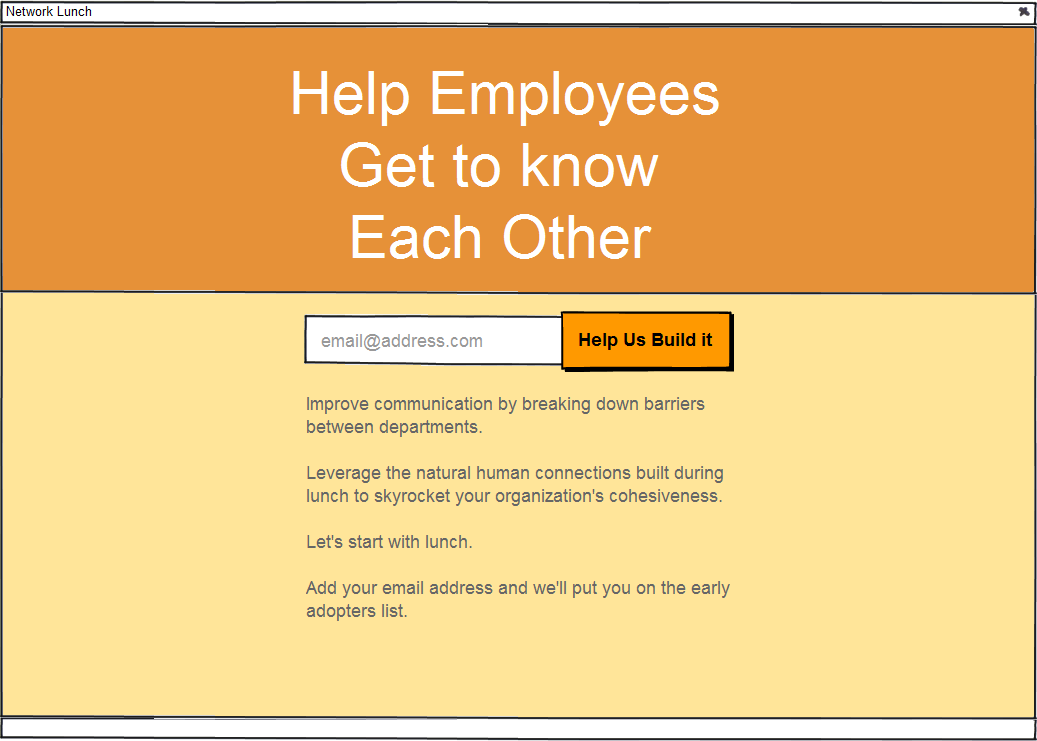 Network Lunch
Help Employees
Get to know
Each Other
email@address.com
Help Us Build it
Improve communication by breaking down barriers
between departments.
Leverage the natural human connections built during
lunch to skyrocket your organization's cohesiveness.
Let's start with lunch.
Add your email address and we'll put you on the early
adopters list.